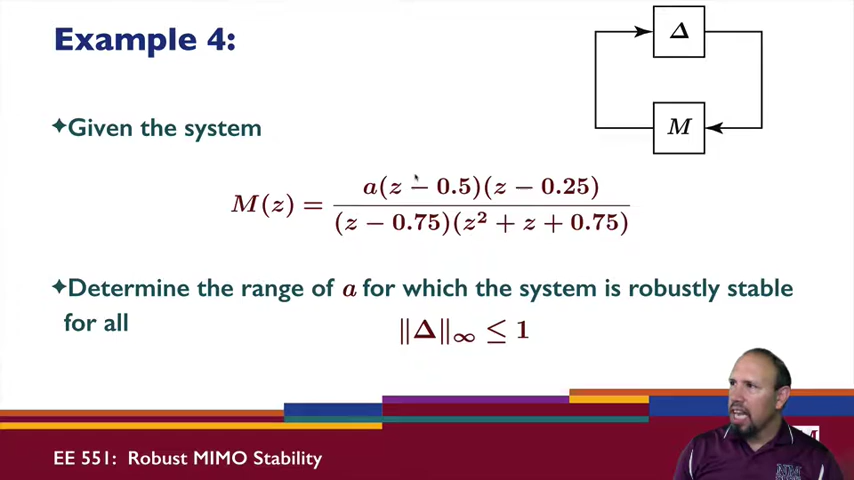 Example 4:
Δ
M
✦Given the system
M(z) = a(z − 0.5)(z − 0.25) / (z − 0.75)(z² + z + 0.75)
✦Determine the range of a for which the system is robustly stable
for all ‖Δ‖∞ ≤ 1
EE 551: Robust MIMO Stability